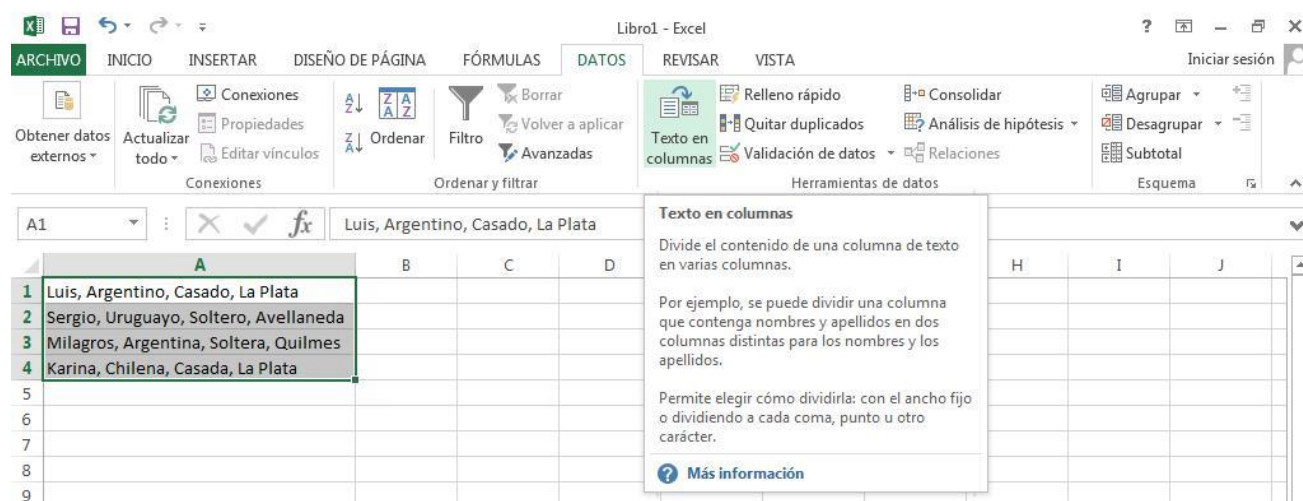 Libro1 - Excel
?
ARCHIVO INICIO INSERTAR DISEÑO DE PÁGINA FÓRMULAS DATOS REVISAR VISTA Iniciar sesión
Obtener datos
externos
Actualizar
todo
Conexiones
Propiedades
Editar vínculos
Conexiones
Ordenar
Filtro
Borrar
Volver a aplicar
Avanzadas
Ordenar y filtrar
Texto en
columnas
Relleno rápido
Quitar duplicados
Validación de datos
Consolidar
Análisis de hipótesis
Relaciones
Herramientas de datos
Agrupar
Desagrupar
Subtotal
Esquema
A1 fx Luis, Argentino, Casado, La Plata
A B C D H I J
1 Luis, Argentino, Casado, La Plata
2 Sergio, Uruguayo, Soltero, Avellaneda
3 Milagros, Argentina, Soltera, Quilmes
4 Karina, Chilena, Casada, La Plata
5
6
7
8
9
Texto en columnas
Divide el contenido de una columna de texto
en varias columnas.
Por ejemplo, se puede dividir una columna
que contenga nombres y apellidos en dos
columnas distintas para los nombres y los
apellidos.
Permite elegir cómo dividirla: con el ancho fijo
o dividiendo a cada coma, punto u otro
carácter.
? Más información